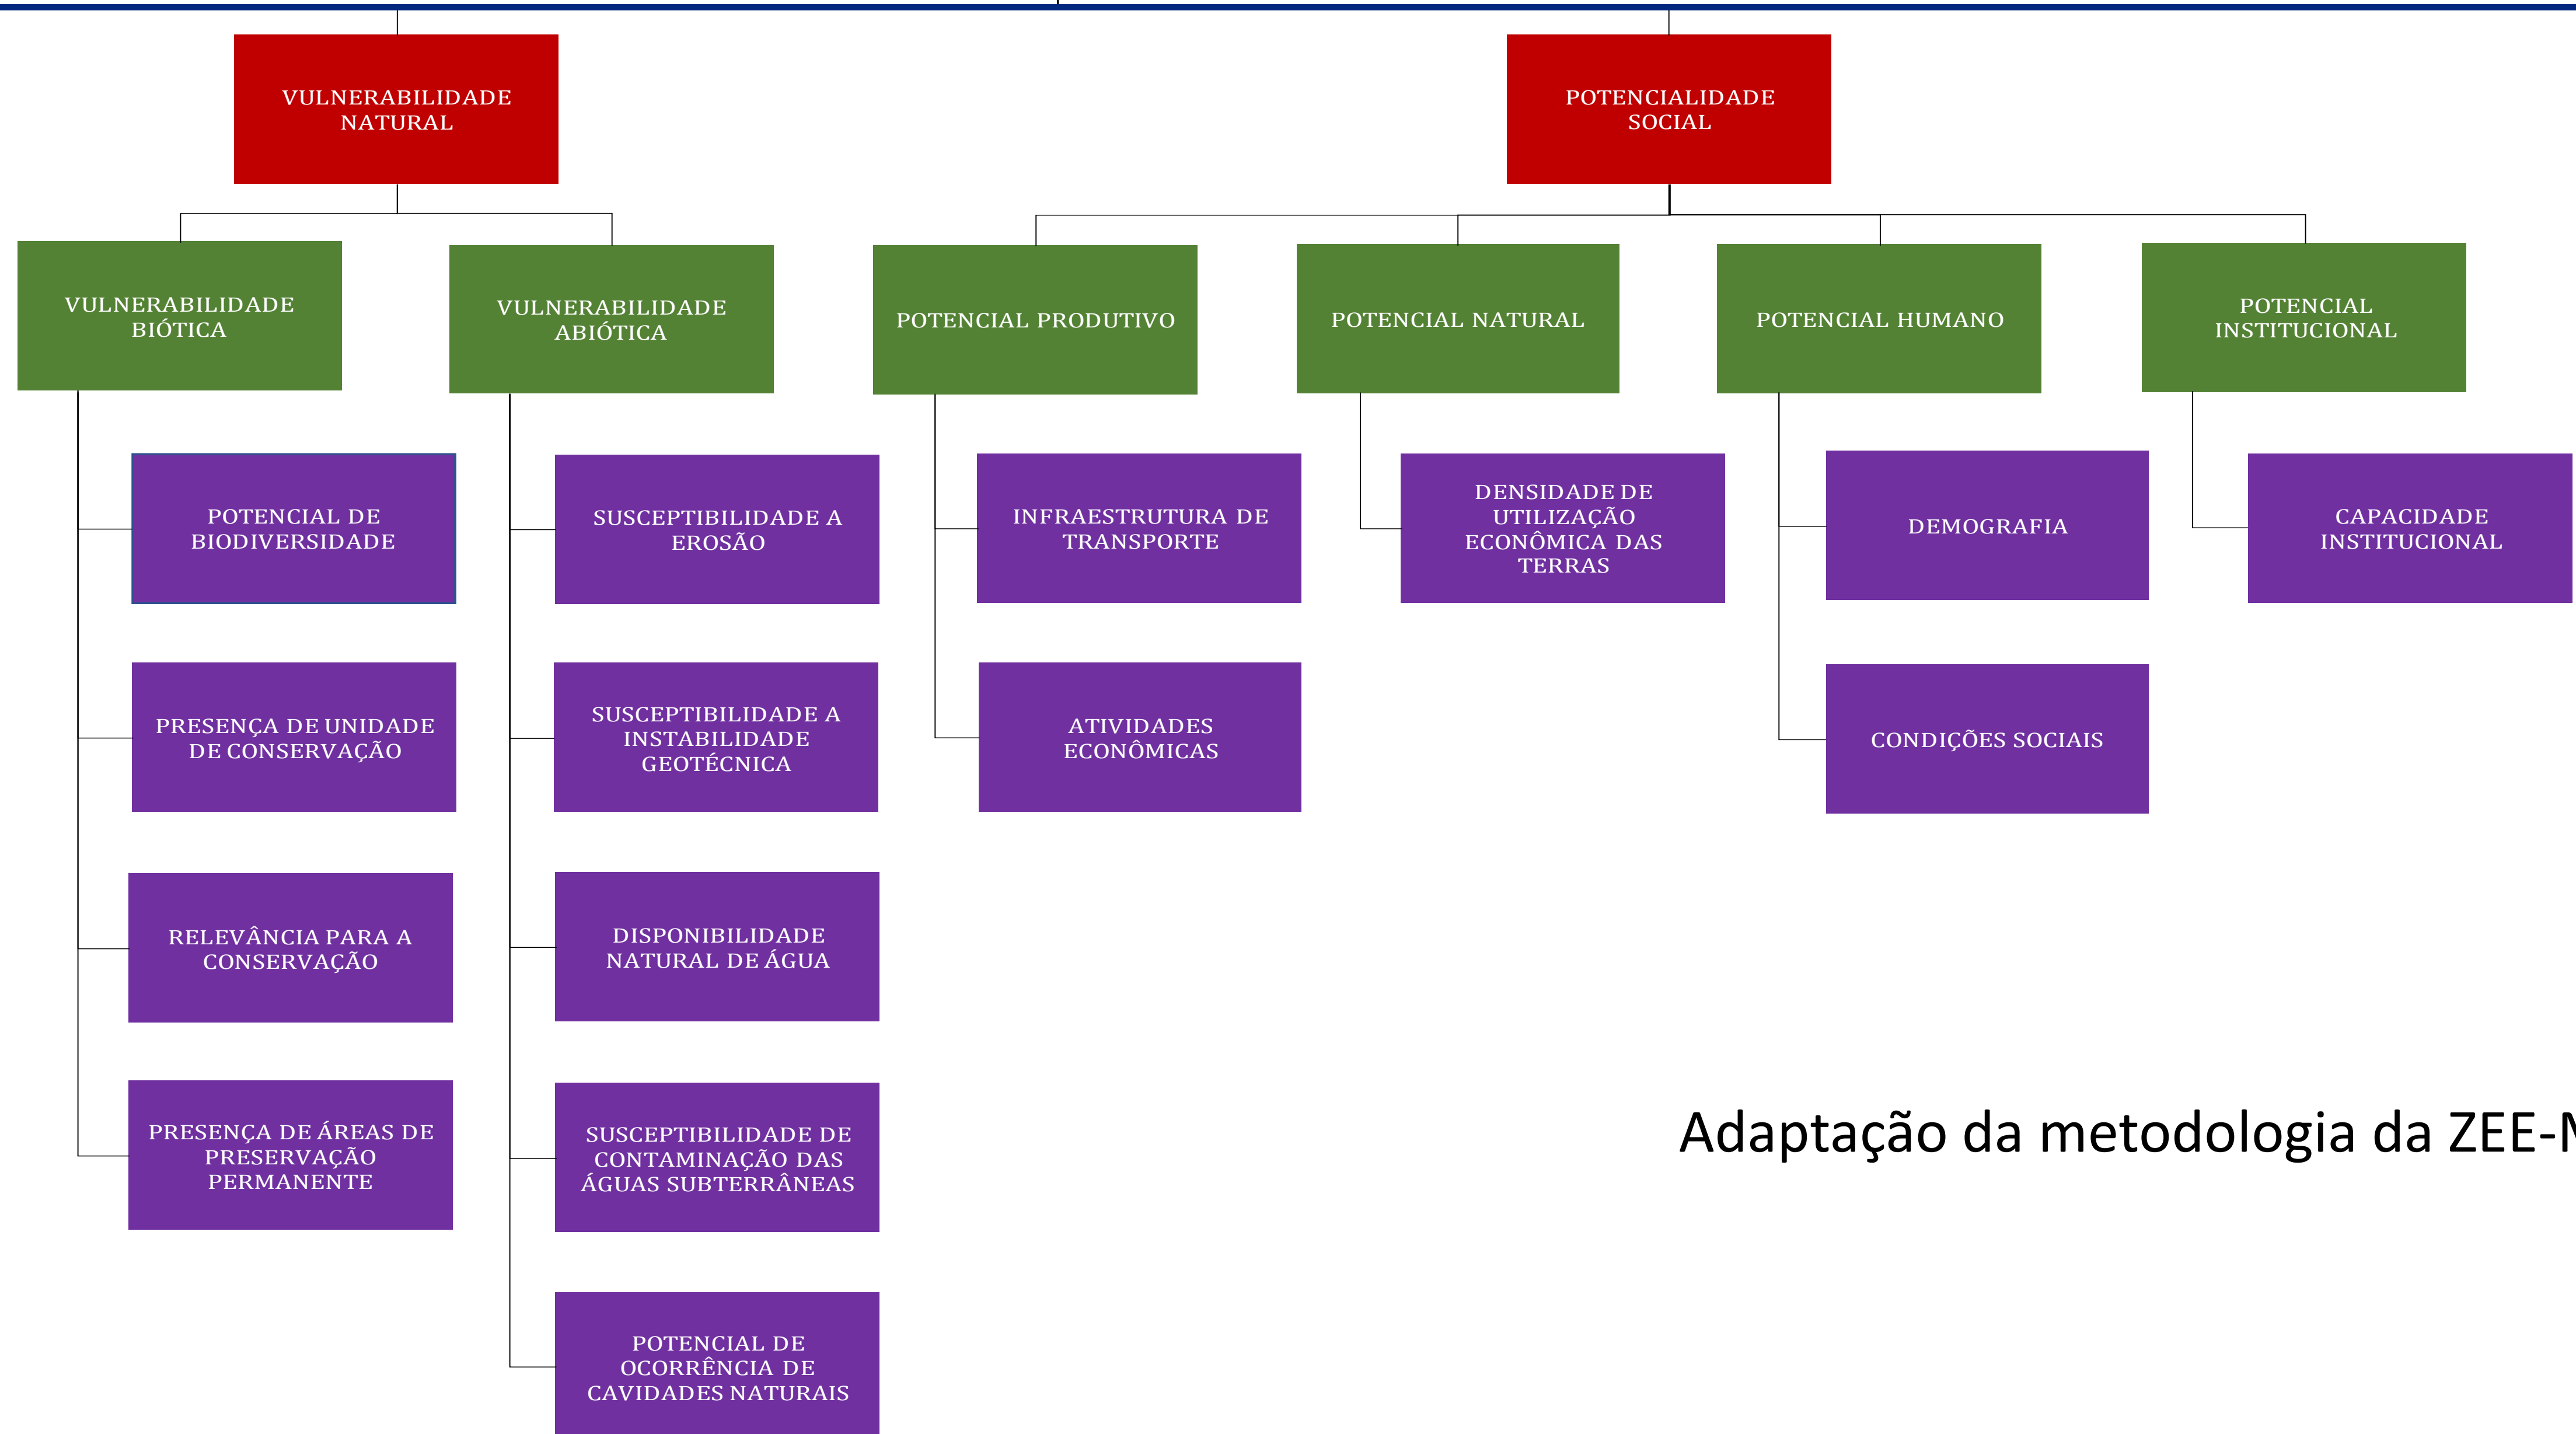 VULNERABILIDADE
NATURAL
POTENCIALIDADE
SOCIAL
VULNERABILIDADE
BIÓTICA
VULNERABILIDADE
ABIÓTICA
POTENCIAL PRODUTIVO
POTENCIAL NATURAL
POTENCIAL HUMANO
POTENCIAL
INSTITUCIONAL
POTENCIAL DE
BIODIVERSIDADE
SUSCEPTIBILIDADE A
EROSÃO
INFRAESTRUTURA DE
TRANSPORTE
DENSIDADE DE
UTILIZAÇÃO
ECONÔMICA DAS
TERRAS
DEMOGRAFIA
CAPACIDADE
INSTITUCIONAL
PRESENÇA DE UNIDADE
DE CONSERVAÇÃO
SUSCEPTIBILIDADE A
INSTABILIDADE
GEOTÉCNICA
ATIVIDADES
ECONÔMICAS
CONDIÇÕES SOCIAIS
RELEVÂNCIA PARA A
CONSERVAÇÃO
DISPONIBILIDADE
NATURAL DE ÁGUA
PRESENÇA DE ÁREAS DE
PRESERVAÇÃO
PERMANENTE
SUSCEPTIBILIDADE DE
CONTAMINAÇÃO DAS
ÁGUAS SUBTERRÂNEAS
Adaptação da metodologia da
POTENCIAL DE
OCORRÊNCIA DE
CAVIDADES NATURAIS